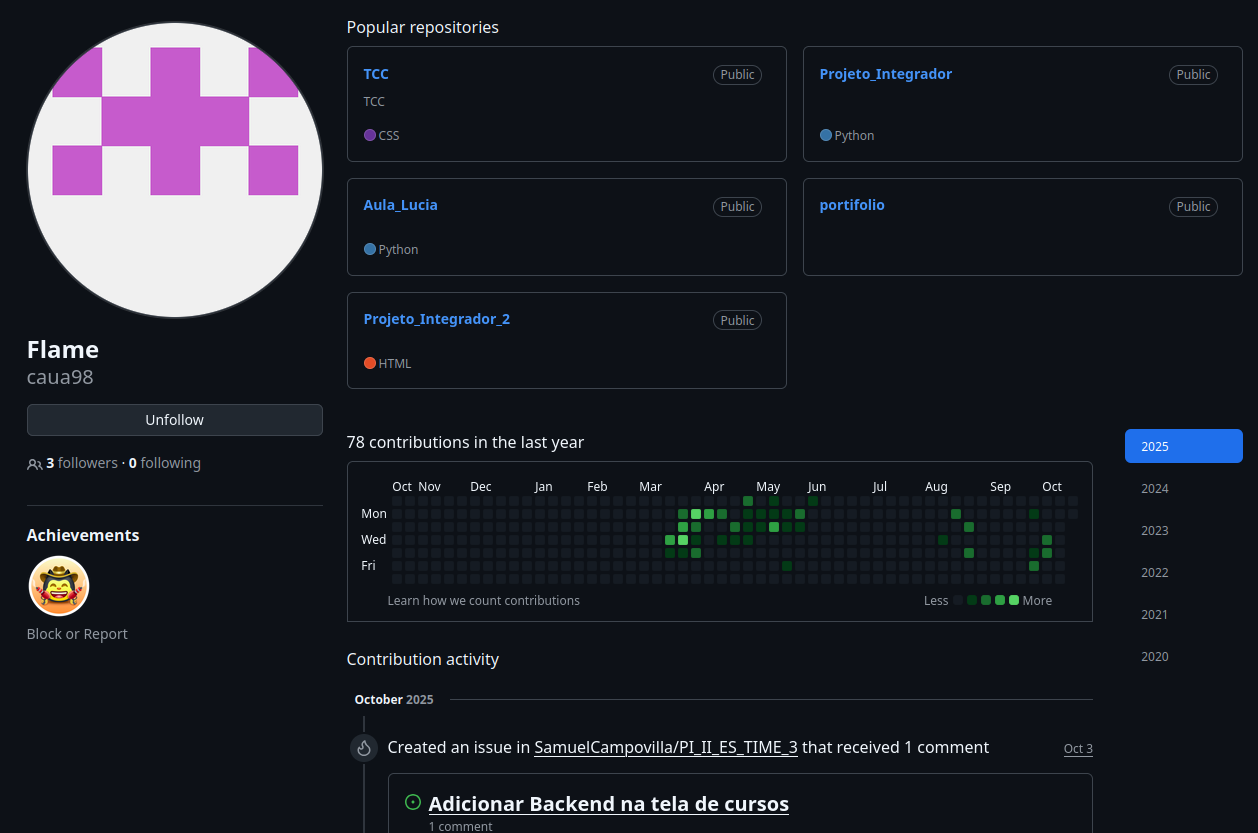 Flame
caua98
Unfollow
3 followers · 0 following
Achievements
Block or Report
Popular repositories
TCC
Public
TCC
CSS
Projeto_Integrador
Public
Python
Aula_Lucia
Public
Python
portifolio
Public
Projeto_Integrador_2
Public
HTML
78 contributions in the last year
Oct Nov Dec Jan Feb Mar Apr May Jun Jul Aug Sep Oct
Mon
Wed
Fri
Learn how we count contributions
Less More
2025
2024
2023
2022
2021
2020
Contribution activity
October 2025
Created an issue in SamuelCampovilla/PI_II_ES_TIME_3 that received 1 comment
Oct 3
Adicionar Backend na tela de cursos
1 comment